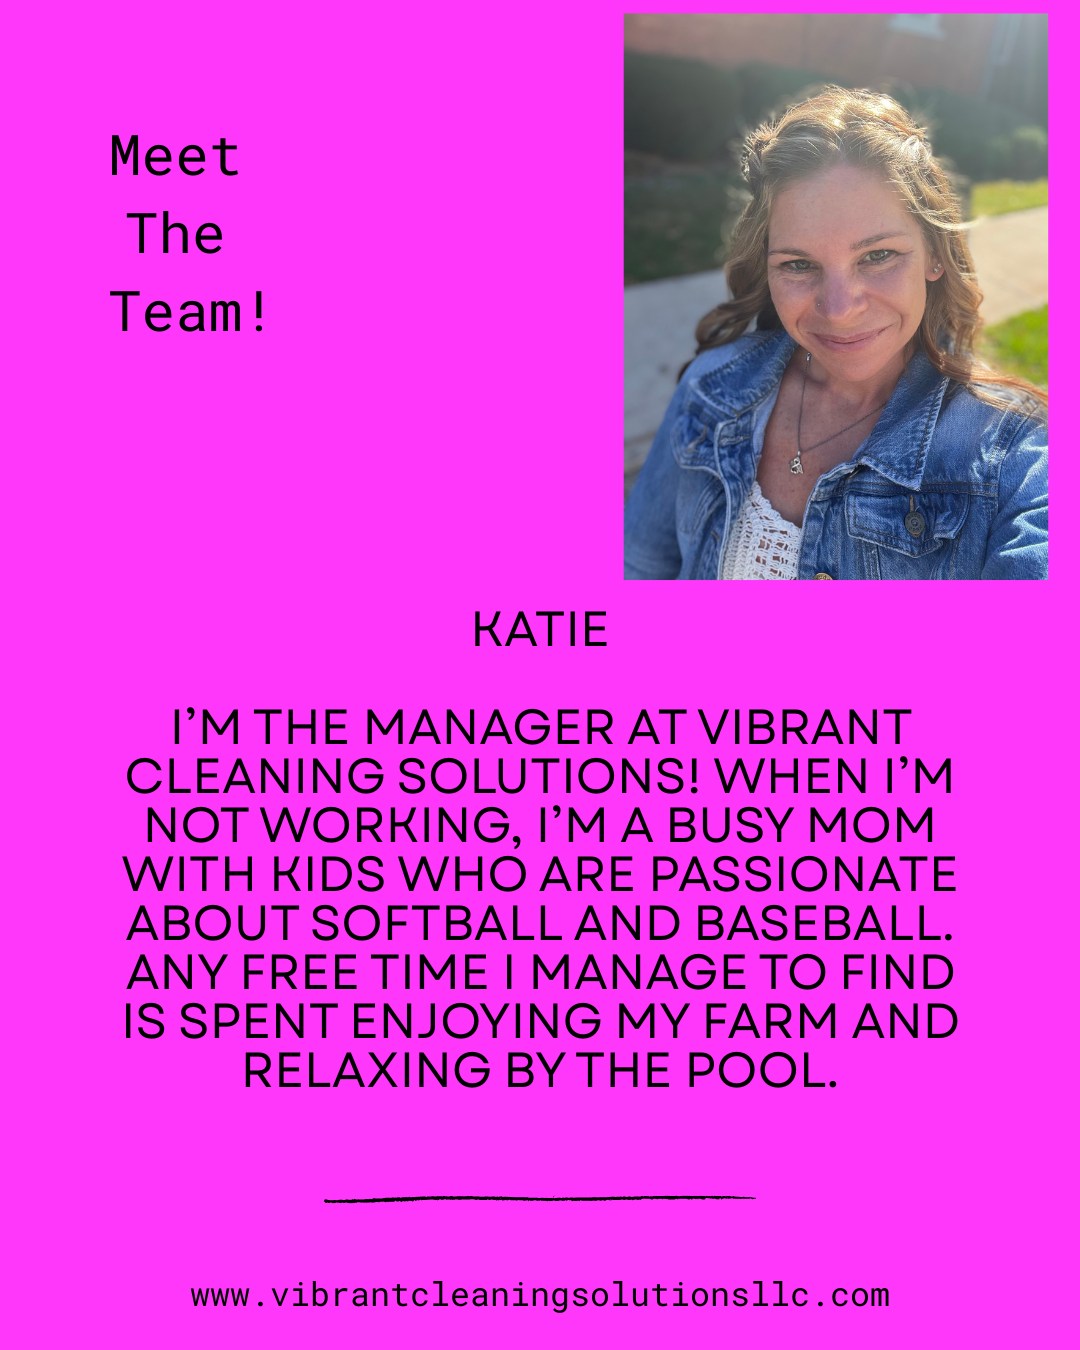 Meet
The
Team!
KATIE
I’M THE MANAGER AT VIBRANT
CLEANING SOLUTIONS! WHEN I’M
NOT WORKING, I’M A BUSY MOM
WITH KIDS WHO ARE PASSIONATE
ABOUT SOFTBALL AND BASEBALL.
ANY FREE TIME I MANAGE TO FIND
IS SPENT ENJOYING MY FARM AND
RELAXING BY THE POOL.
www.vibrantcleaningsolutionsllc.com